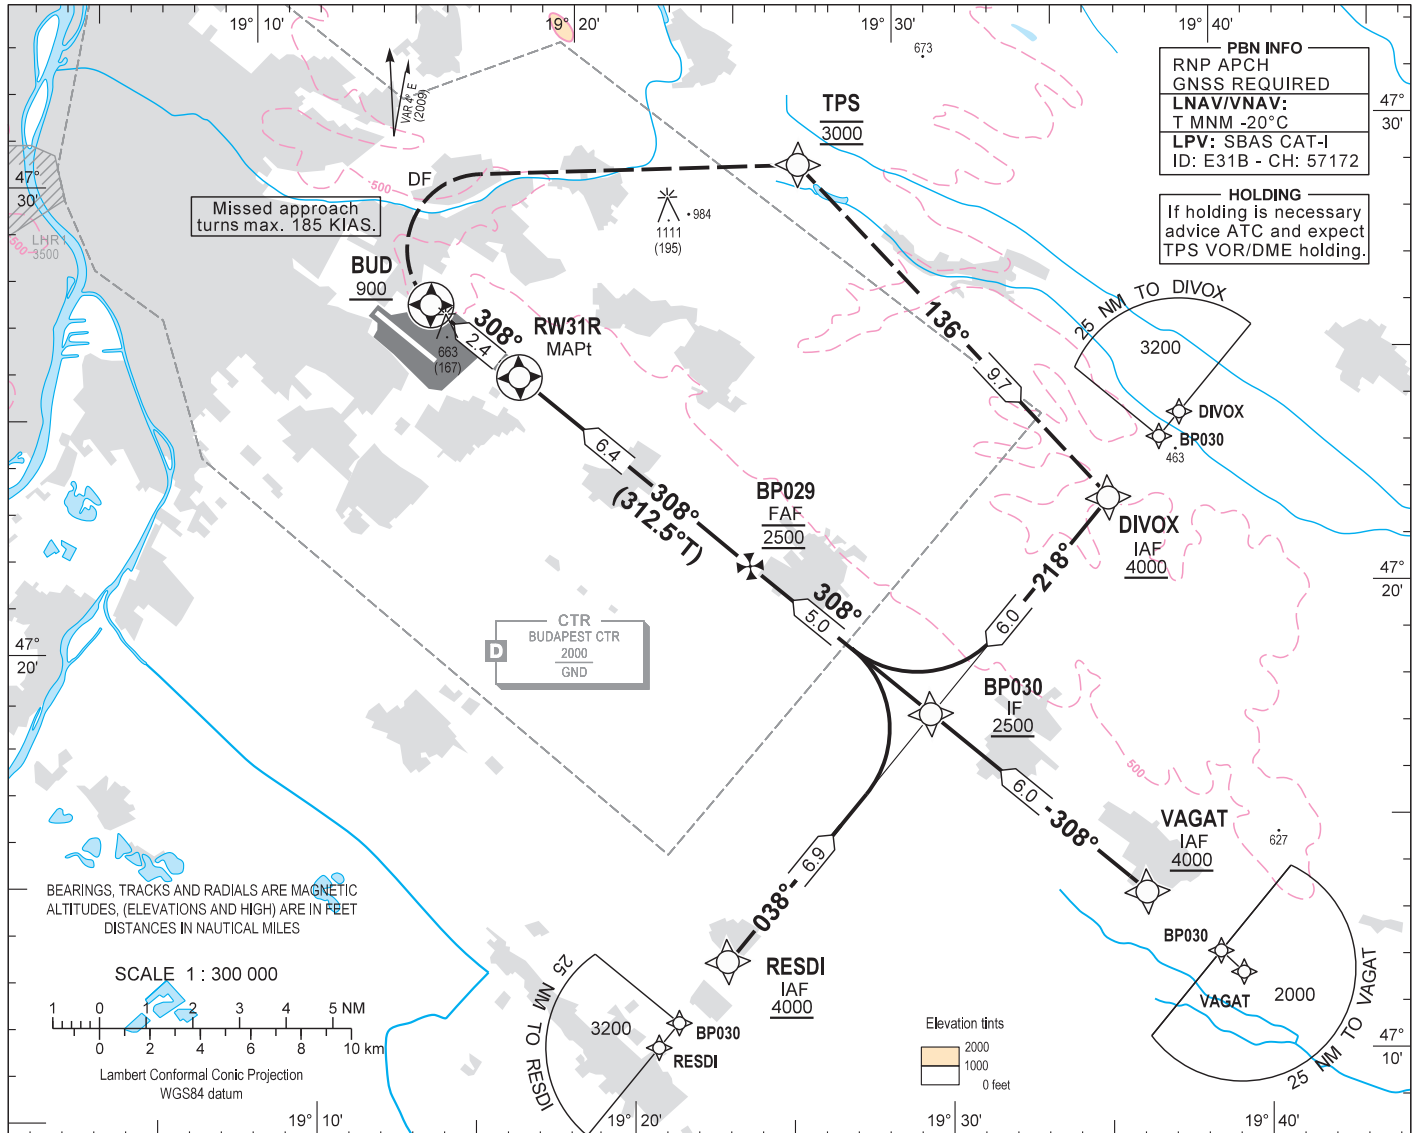 19° 10'
19° 20'
19° 30'
19° 40'
673
PBN INFO
RNP APCH
GNSS REQUIRED
LNAV/VNAV:
T MNM -20°C
LPV: SBAS CAT-I
ID: E31B - CH: 57172
47°
30'
VAR 4° E
(2009)
TPS
3000
47°
30'
DF
500
HOLDING
If holding is necessary
advice ATC and expect
TPS VOR/DME holding.
Missed approach
turns max. 185 KIAS.
984
1111
(195)
500
LHR1
3500
BUD
900
25 NM TO DIVOX
3200
DIVOX
BP030
463
308°
2.4
RW31R
MAPt
663
(167)
136°
9.7
6.4
308°
(312.5°T)
BP029
FAF
2500
DIVOX
IAF
4000
218°
6.0
308°
5.0
47°
20'
47°
20'
CTR
BUDAPEST CTR
2000
GND
D
BP030
IF
2500
500
6.0
308°
VAGAT
IAF
4000
627
6.9
038°
BEARINGS, TRACKS AND RADIALS ARE MAGNETIC
ALTITUDES, (ELEVATIONS AND HIGH) ARE IN FEET
DISTANCES IN NAUTICAL MILES
RESDI
IAF
4000
BP030
VAGAT
2000
25 NM TO VAGAT
SCALE 1 : 300 000
1 0 1 2 3 4 5 NM
0 2 4 6 8 10 km
Lambert Conformal Conic Projection
WGS84 datum
25 NM TO RESDI
3200
BP030
RESDI
Elevation tints
2000
1000
0 feet
47°
10'
19° 10'
19° 20'
19° 30'
19° 40'